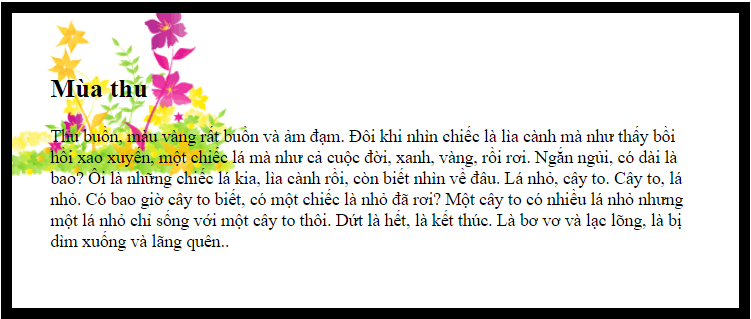 Mùa thu
Thu buồn, màu vàng rất buồn và ảm đạm. Đôi khi nhìn chiếc là lìa cành mà như thấy bồi
hồi xao xuyến, một chiếc lá mà như cả cuộc đời, xanh, vàng, rồi rơi. Ngắn ngủi, có dài là
bao? Ôi là những chiếc lá kia, lìa cành rồi, còn biết nhìn về đâu. Lá nhỏ, cây to. Cây to, lá
nhỏ. Có bao giờ cây to biết, có một chiếc là nhỏ đã rơi? Một cây to có nhiều lá nhỏ nhưng
một lá nhỏ chỉ sống với một cây to thôi. Dứt là hết, là kết thúc. Là bơ vơ và lạc lõng, là bị
dìm xuống và lãng quên..